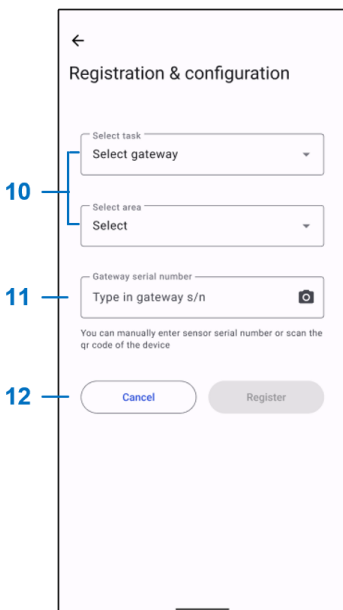 Registration & configuration
Select task
Select gateway
10
Select area
Select
Gateway serial number
11
Type in gateway s/n
You can manually enter sensor serial number or scan the
qr code of the device
12
Cancel
Register